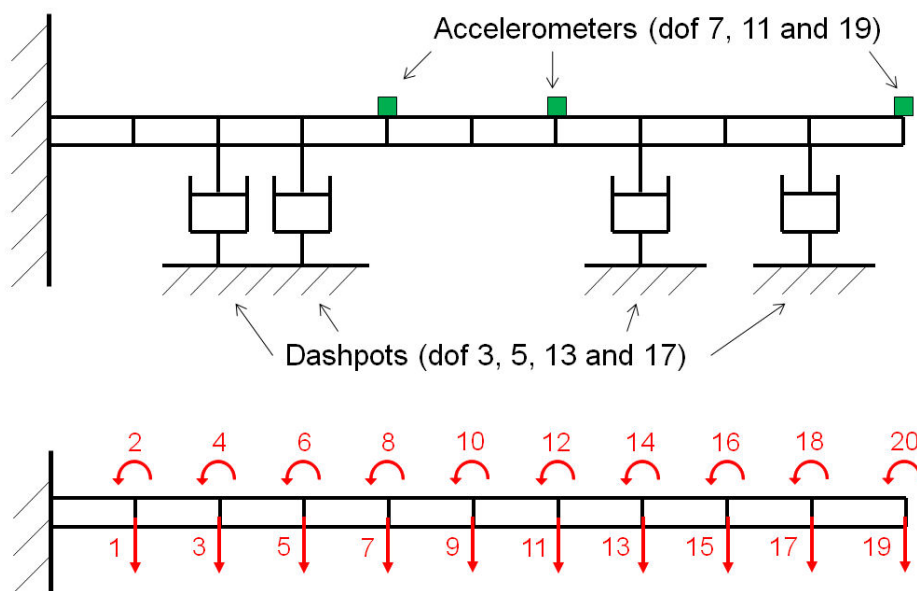 Accelerometers (dof 7, 11 and 19)
Dashpots (dof 3, 5, 13 and 17)
2 4 6 8 10 12 14 16 18 20
1 3 5 7 9 11 13 15 17 19